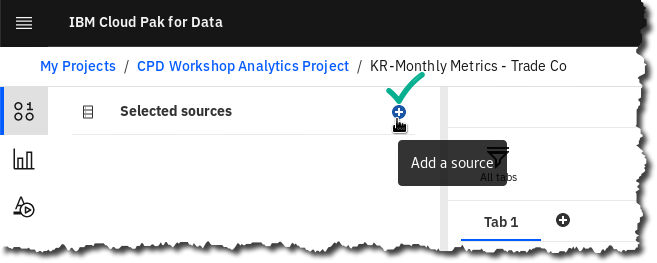 IBM Cloud Pak for Data
My Projects / CPD Workshop Analytics Project / KR-Monthly Metrics - Trade Co
Selected sources
Add a source
All tabs
Tab 1